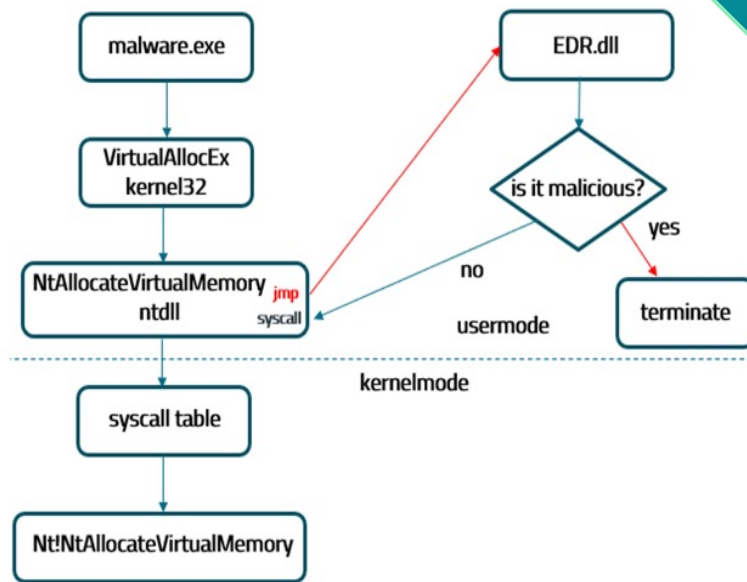 malware.exe
EDR.dll
VirtualAllocEx
kernel32
is it malicious?
yes
no
NtAllocateVirtualMemory
jmp
ntdll
syscall
terminate
usermode
kernelmode
syscall table
Nt!NtAllocateVirtualMemory